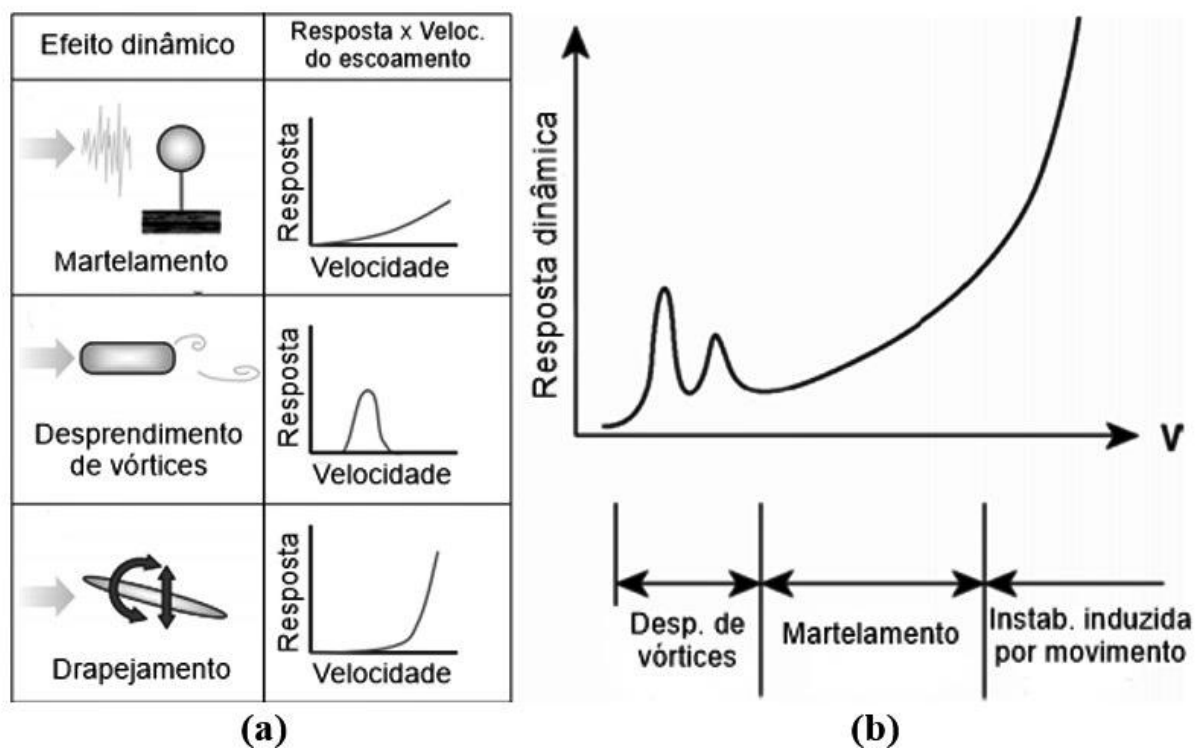 Efeito dinâmico
Resposta x Veloc.
do escoamento
Martelamento
Resposta
Velocidade
Desprendimento
de vórtices
Resposta
Velocidade
Drapejamento
Resposta
Velocidade
(a)
Resposta dinâmica
V
Desp. de
vórtices
Martelamento
Instab. induzida
por movimento
(b)